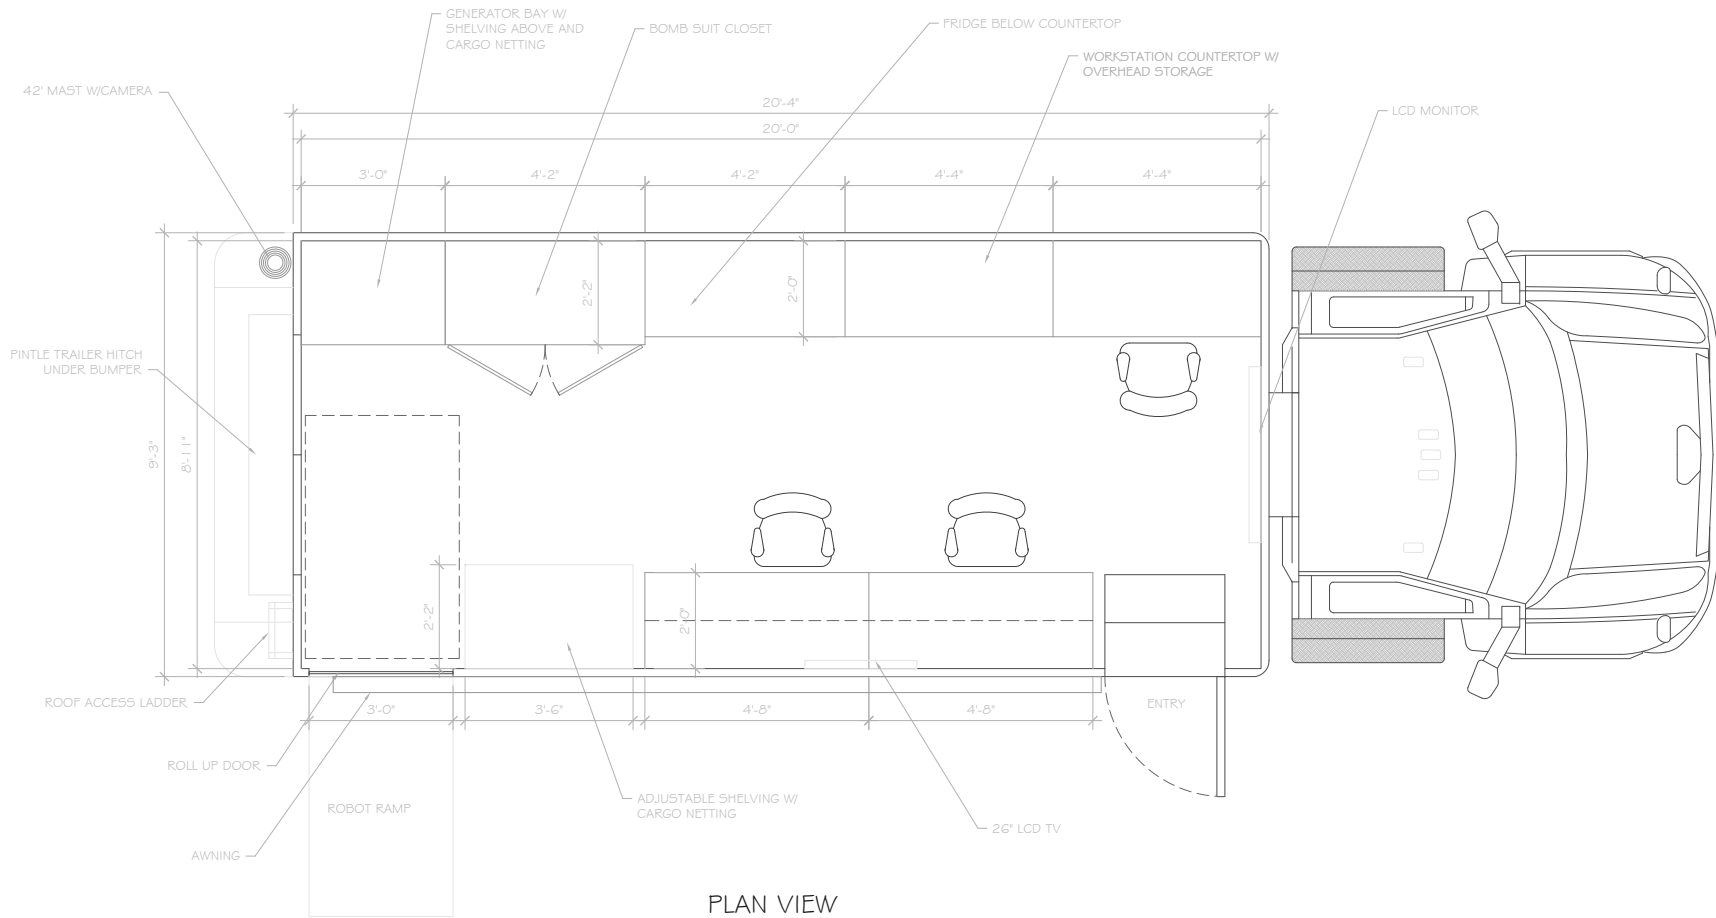 GENERATOR BAY W/
SHELVING ABOVE AND
CARGO NETTING
BOMB SUIT CLOSET
FRIDGE BELOW COUNTERTOP
WORKSTATION COUNTERTOP W/
OVERHEAD STORAGE
42' MAST W/CAMERA
LCD MONITOR
20'-4"
20'-0"
3'-0"
4'-2"
4'-2"
4'-4"
4'-4"
2'-2"
2'-0"
PINTLE TRAILER HITCH
UNDER BUMPER
9'-3"
8'-11"
2'-2"
2'-0"
ROOF ACCESS LADDER
3'-0"
3'-6"
4'-8"
4'-8"
ENTRY
ROLL UP DOOR
ROBOT RAMP
ADJUSTABLE SHELVING W/
CARGO NETTING
26" LCD TV
AWNING
PLAN VIEW